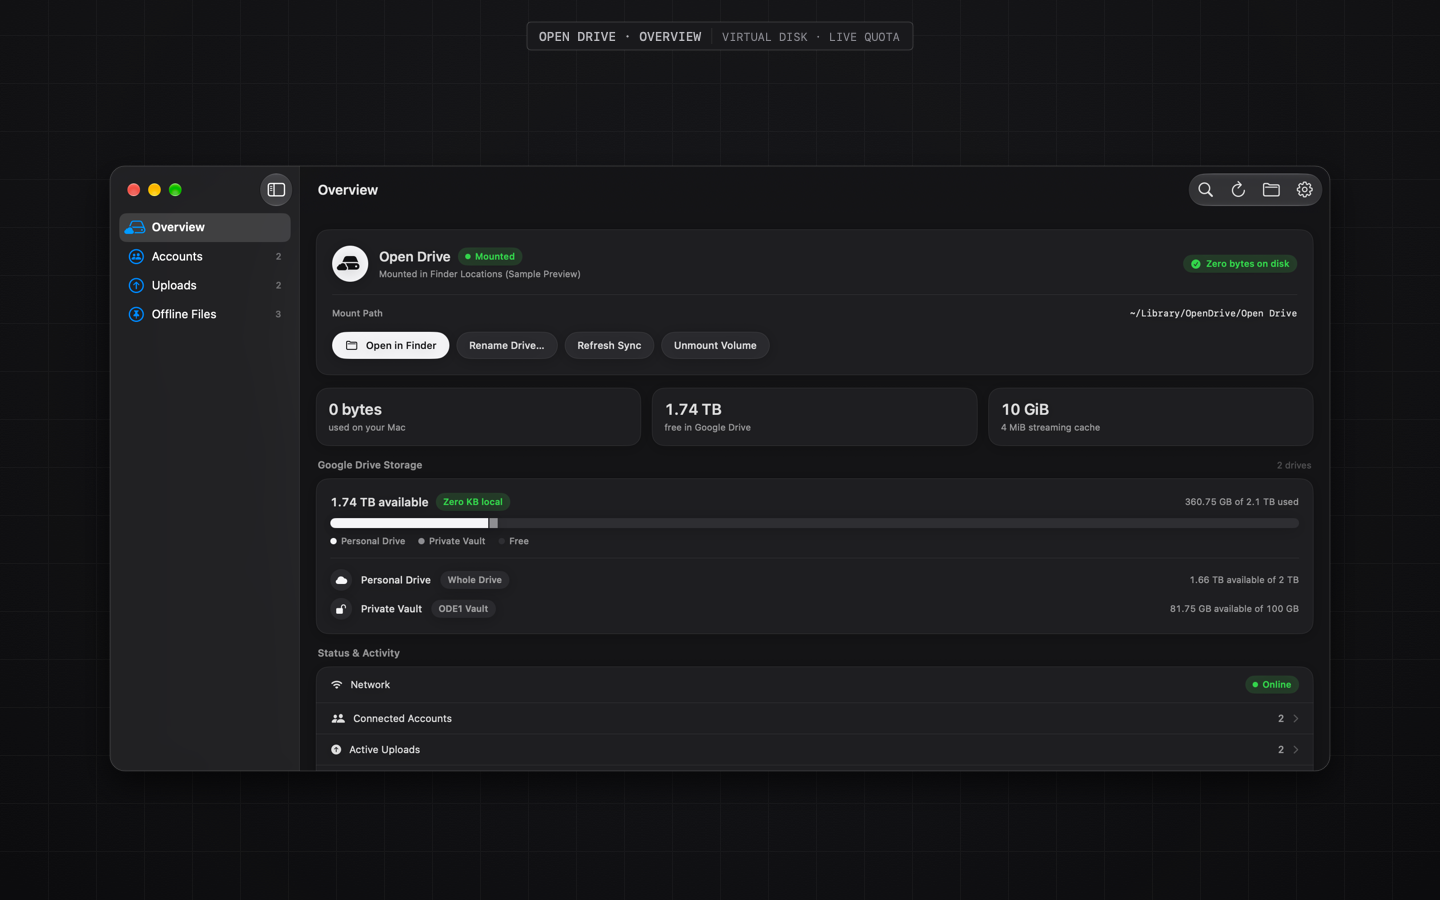 OPEN DRIVE · OVERVIEW VIRTUAL DISK · LIVE QUOTA
Overview
Overview
Accounts 2
Uploads 2
Offline Files 3
Open Drive Mounted
Mounted in Finder Locations (Sample Preview)
Zero bytes on disk
Mount Path ~/Library/OpenDrive/Open Drive
Open in Finder Rename Drive... Refresh Sync Unmount Volume
0 bytes
used on your Mac
1.74 TB
free in Google Drive
10 GiB
4 MiB streaming cache
Google Drive Storage 2 drives
1.74 TB available Zero KB local 360.75 GB of 2.1 TB used
Personal Drive Private Vault Free
Personal Drive Whole Drive 1.66 TB available of 2 TB
Private Vault ODE1 Vault 81.75 GB available of 100 GB
Status & Activity
Network Online
Connected Accounts 2
Active Uploads 2